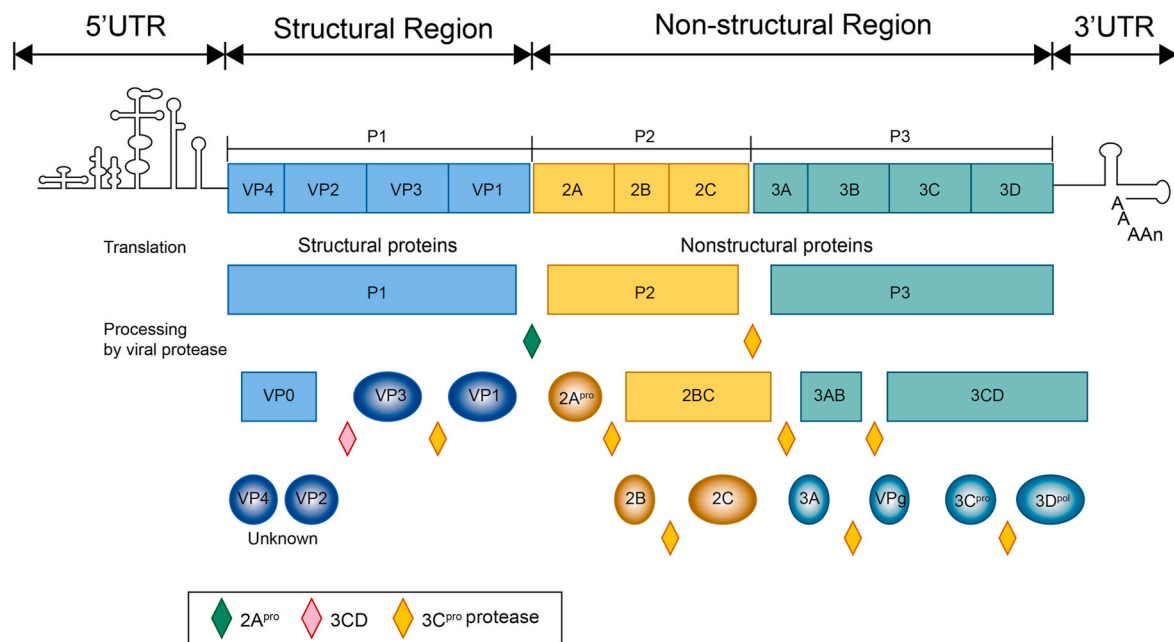 5'UTR Structural Region Non-structural Region 3'UTR
P1 P2 P3
VP4 VP2 VP3 VP1 2A 2B 2C 3A 3B 3C 3D
A
A
AAn
Translation Structural proteins Nonstructural proteins
P1 P2 P3
Processing
by viral protease
VP0 VP3 VP1 2Apro 2BC 3AB 3CD
VP4 VP2 2B 2C 3A VPg 3Cpro 3Dpol
Unknown
2Apro 3CD 3Cpro protease